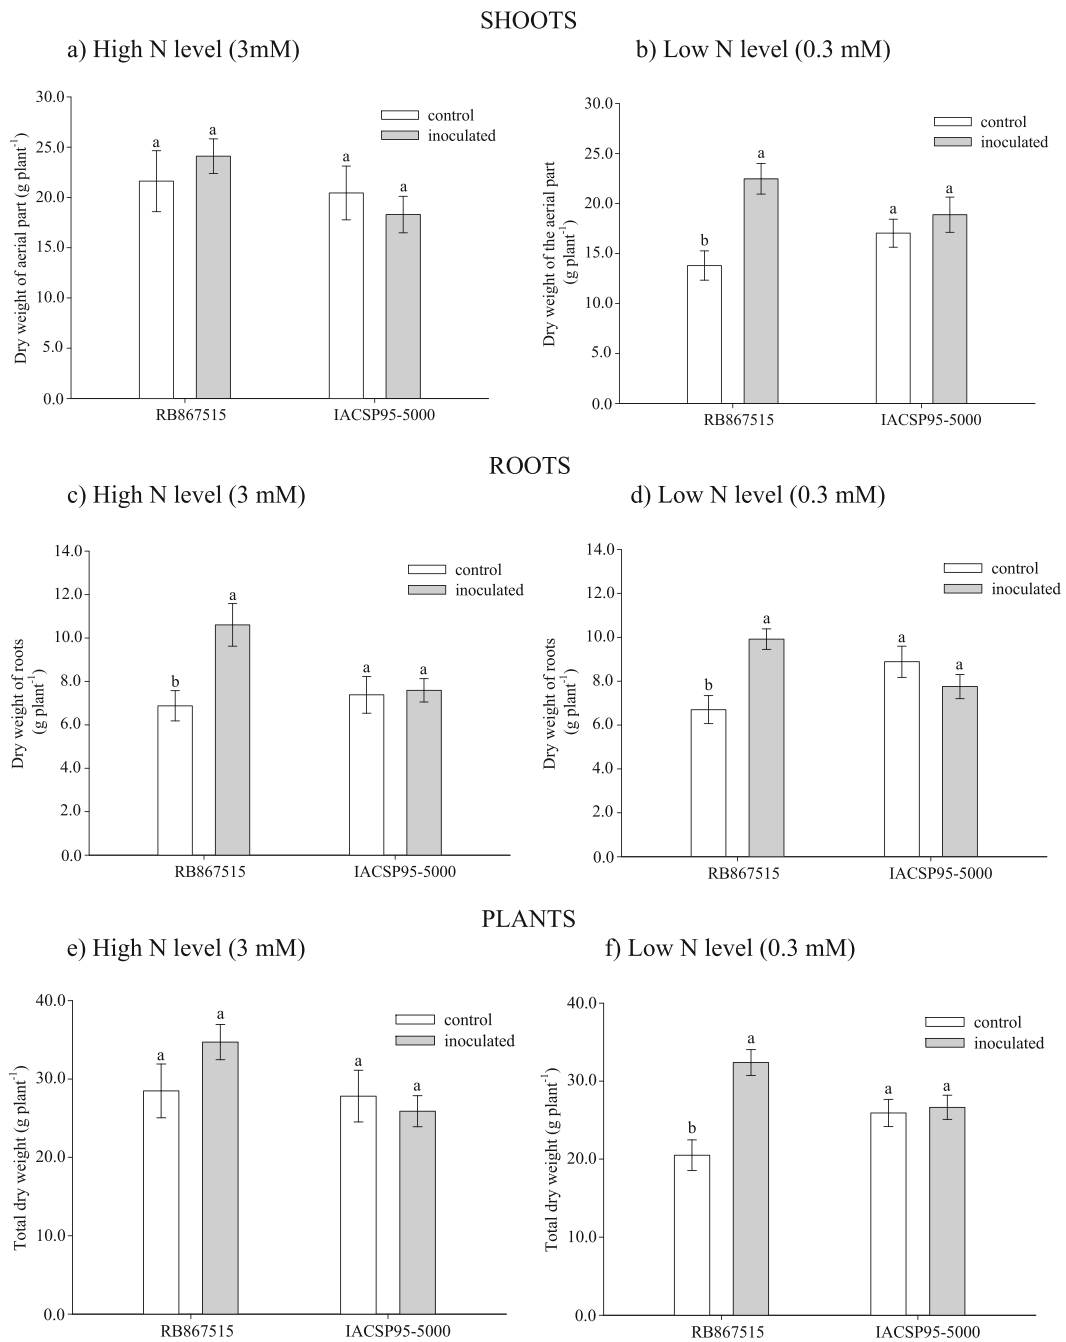 SHOOTS
a) High N level (3mM)
b) Low N level (0.3 mM)
Dry weight of aerial part (g plant⁻¹)
30.0
25.0
20.0
15.0
10.0
5.0
0.0
control
inoculated
a
a
a
a
RB867515
IACSP95-5000
Dry weight of the aerial part
(g plant⁻¹)
30.0
25.0
20.0
15.0
10.0
5.0
0.0
control
inoculated
b
a
a
a
RB867515
IACSP95-5000
ROOTS
c) High N level (3 mM)
d) Low N level (0.3 mM)
Dry weight of roots
(g plant⁻¹)
14.0
12.0
10.0
8.0
6.0
4.0
2.0
0.0
control
inoculated
b
a
a
a
RB867515
IACSP95-5000
Dry weight of roots
(g plant⁻¹)
14.0
12.0
10.0
8.0
6.0
4.0
2.0
0.0
control
inoculated
b
a
a
a
RB867515
IACSP95-5000
PLANTS
e) High N level (3 mM)
f) Low N level (0.3 mM)
Total dry weight (g plant⁻¹)
40.0
30.0
20.0
10.0
0.0
control
inoculated
a
a
a
a
RB867515
IACSP95-5000
Total dry weight (g plant⁻¹)
40.0
30.0
20.0
10.0
0.0
control
inoculated
b
a
a
a
RB867515
IACSP95-5000